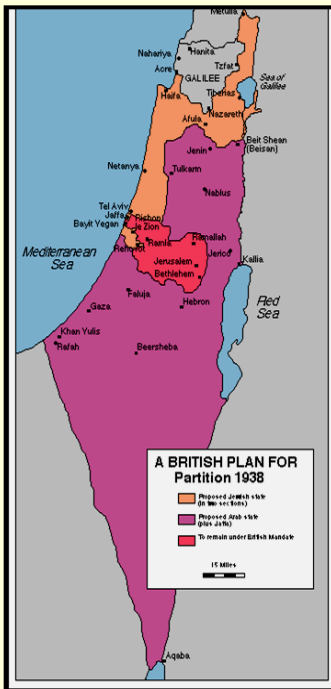 Metulla
Hanita
Nahariya
Tzfat
Acre
GALILEE
Sea of
Galilee
Haifa
Tiberias
Nazareth
Afula
Beit Shean
(Beisan)
Jenin
Netanya
Tulkarm
Nablus
Tel Aviv
Jaffa
Rishon
Bayit Vegan
le Zion
Ramla
Ramallah
Rehovot
Jerico
Kallia
Mediterranean
Sea
Jerusalem
Bethlehem
Faluja
Hebron
Gaza
Red
Sea
Khan Yulis
Rafah
Beersheba
A BRITISH PLAN FOR
Partition 1938
Proposed Jewish state
(in two sections)
Proposed Arab state
(plus Jaffa)
To remain under British Mandate
15 Miles
Aqaba